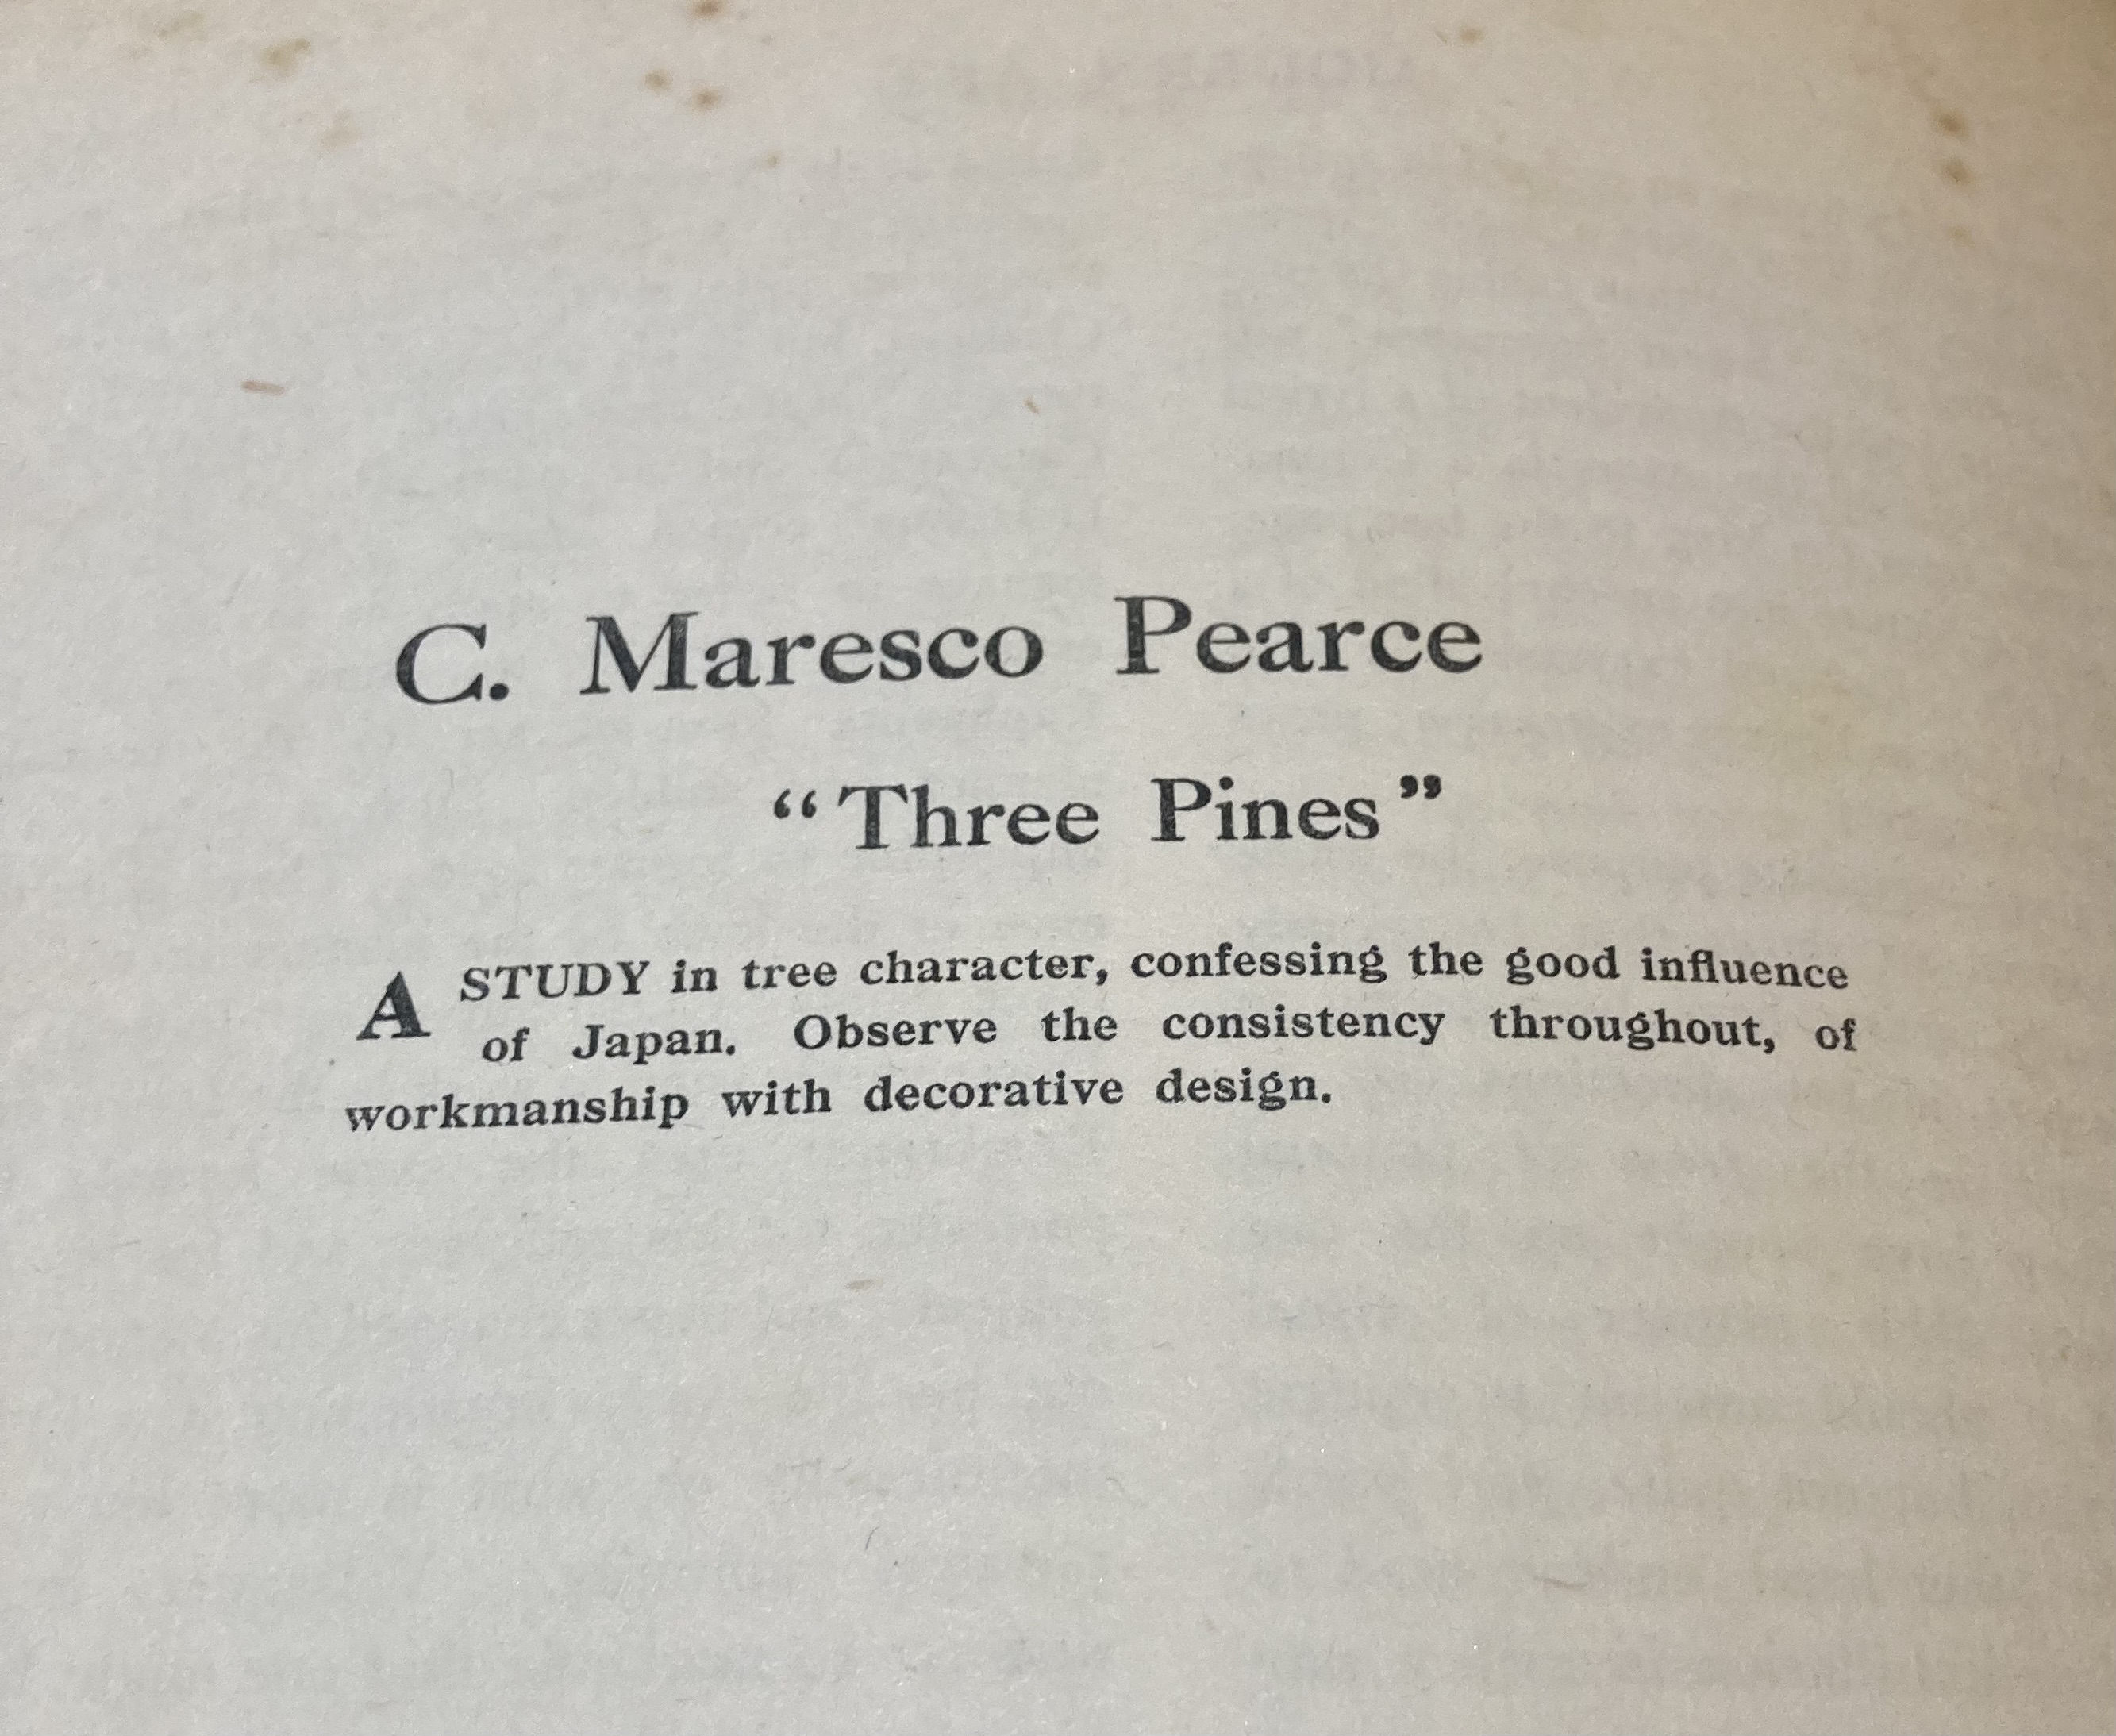 C. Maresco Pearce
“Three Pines”
A STUDY in tree character, confessing the good influence
of Japan. Observe the consistency throughout, of
workmanship with decorative design.